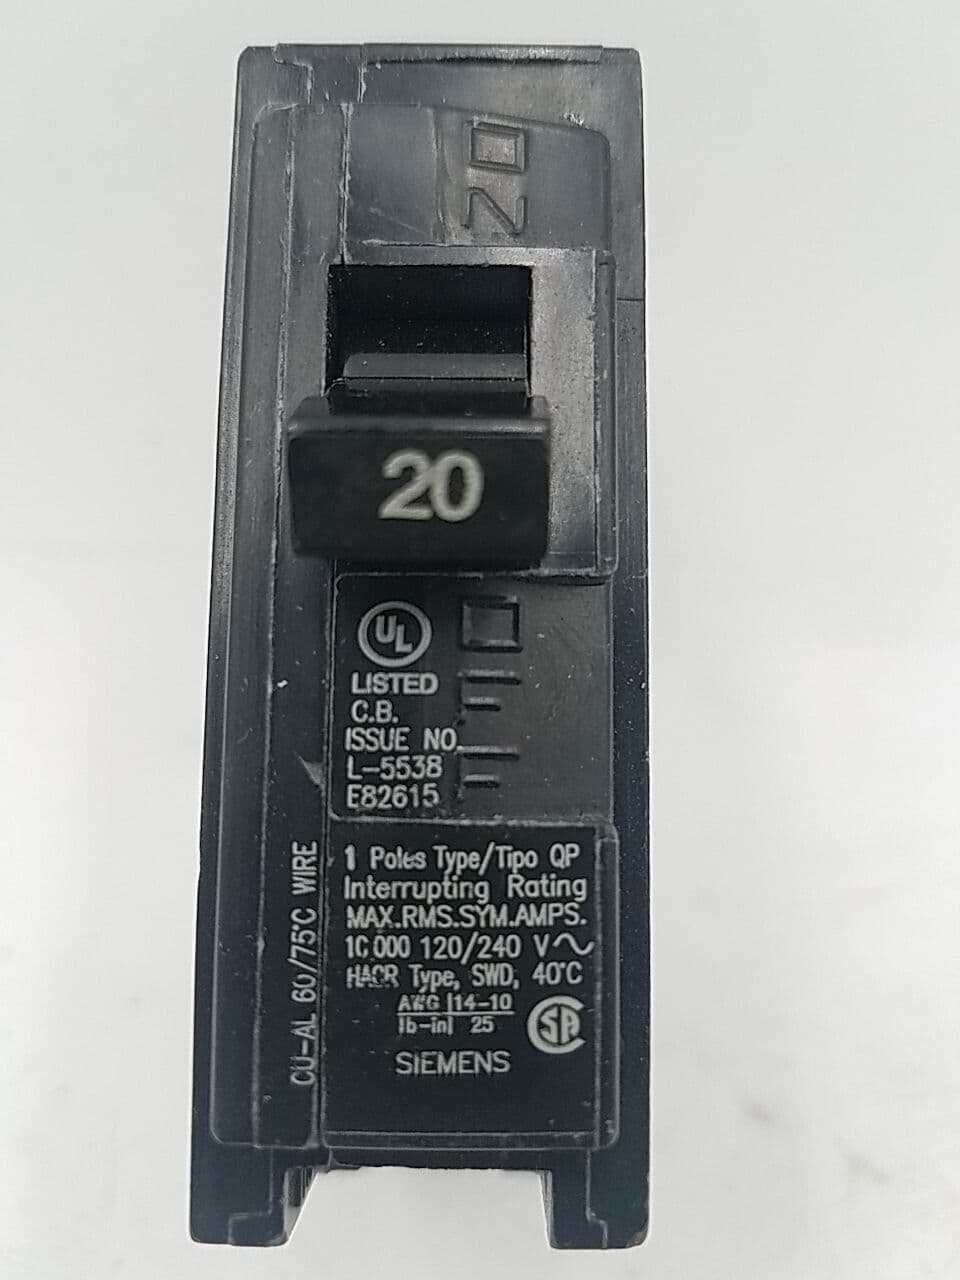 ON
20
OFF
UL
LISTED
C.B.
ISSUE NO.
L-5538
E82615
1 Poles Type/Tipo QP
Interrupting Rating
MAX.RMS.SYM.AMPS.
10 000 120/240 V~
HACR Type, SWD, 40°C
AWG | 14-10
lb-in | 25
SA
SIEMENS
CU-AL 60/75°C WIRE